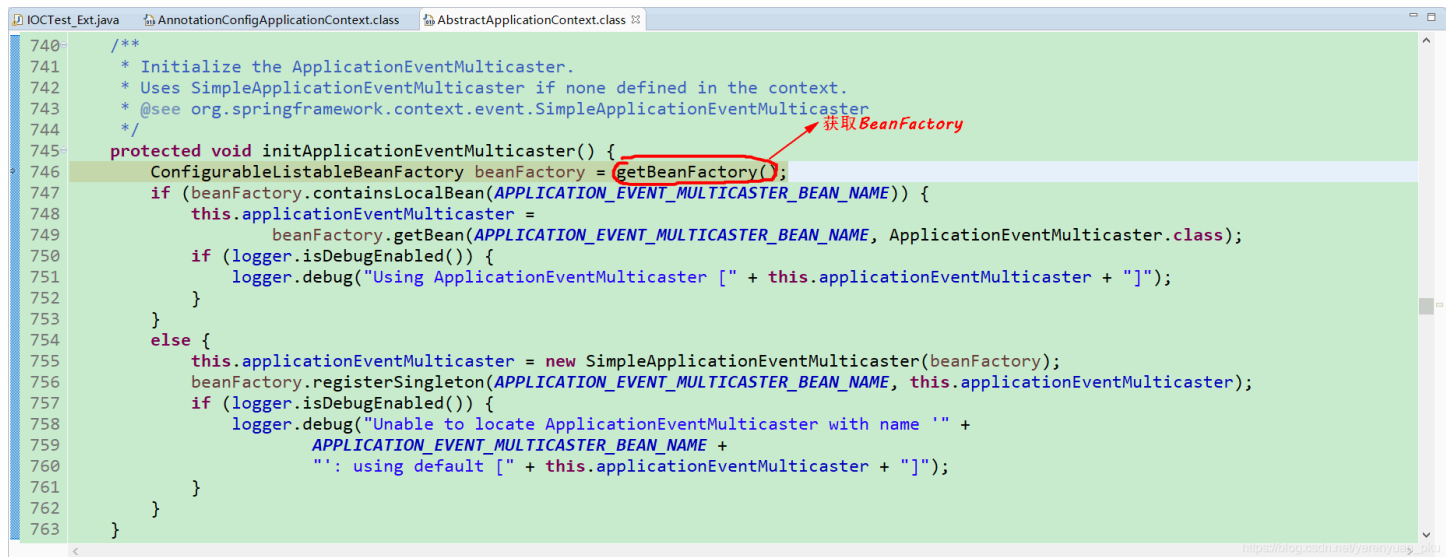 IOCTest_Ext.java AnnotationConfigApplicationContext.class AbstractApplicationContext.class
740 /**
741 * Initialize the ApplicationEventMulticaster.
742 * Uses SimpleApplicationEventMulticaster if none defined in the context.
743 * @see org.springframework.context.event.SimpleApplicationEventMulticaster
744 */
获取BeanFactory
745 protected void initApplicationEventMulticaster() {
746 ConfigurableListableBeanFactory beanFactory = getBeanFactory();
747 if (beanFactory.containsLocalBean(APPLICATION_EVENT_MULTICASTER_BEAN_NAME)) {
748 this.applicationEventMulticaster =
749 beanFactory.getBean(APPLICATION_EVENT_MULTICASTER_BEAN_NAME, ApplicationEventMulticaster.class);
750 if (logger.isDebugEnabled()) {
751 logger.debug("Using ApplicationEventMulticaster [" + this.applicationEventMulticaster + "]");
752 }
753 }
754 else {
755 this.applicationEventMulticaster = new SimpleApplicationEventMulticaster(beanFactory);
756 beanFactory.registerSingleton(APPLICATION_EVENT_MULTICASTER_BEAN_NAME, this.applicationEventMulticaster);
757 if (logger.isDebugEnabled()) {
758 logger.debug("Unable to locate ApplicationEventMulticaster with name '" +
759 APPLICATION_EVENT_MULTICASTER_BEAN_NAME +
760 "': using default [" + this.applicationEventMulticaster + "]");
761 }
762 }
763 }
https://blog.csdn.net/yerenyuan_pku